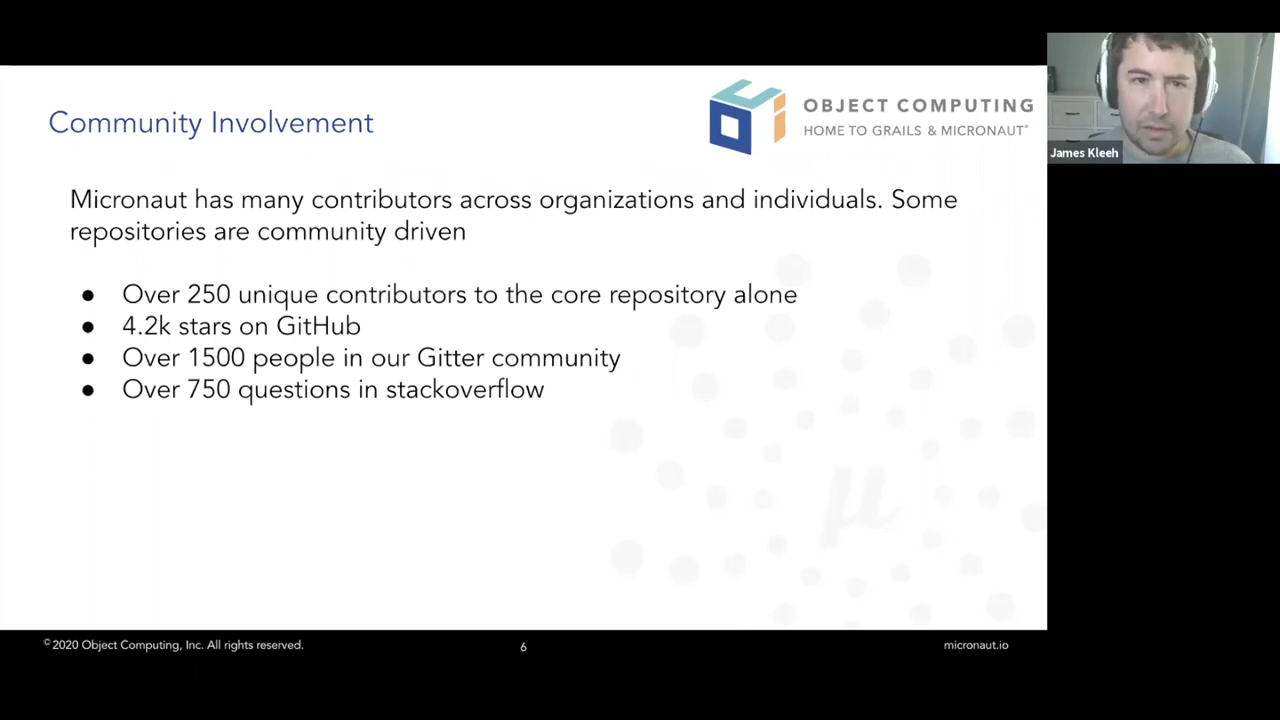 Community Involvement
OBJECT COMPUTING
HOME TO GRAILS & MICRONAUT®
James Kleeh
Micronaut has many contributors across organizations and individuals. Some
repositories are community driven
● Over 250 unique contributors to the core repository alone
● 4.2k stars on GitHub
● Over 1500 people in our Gitter community
● Over 750 questions in stackoverflow
µ
© 2020 Object Computing, Inc. All rights reserved.
6
micronaut.io